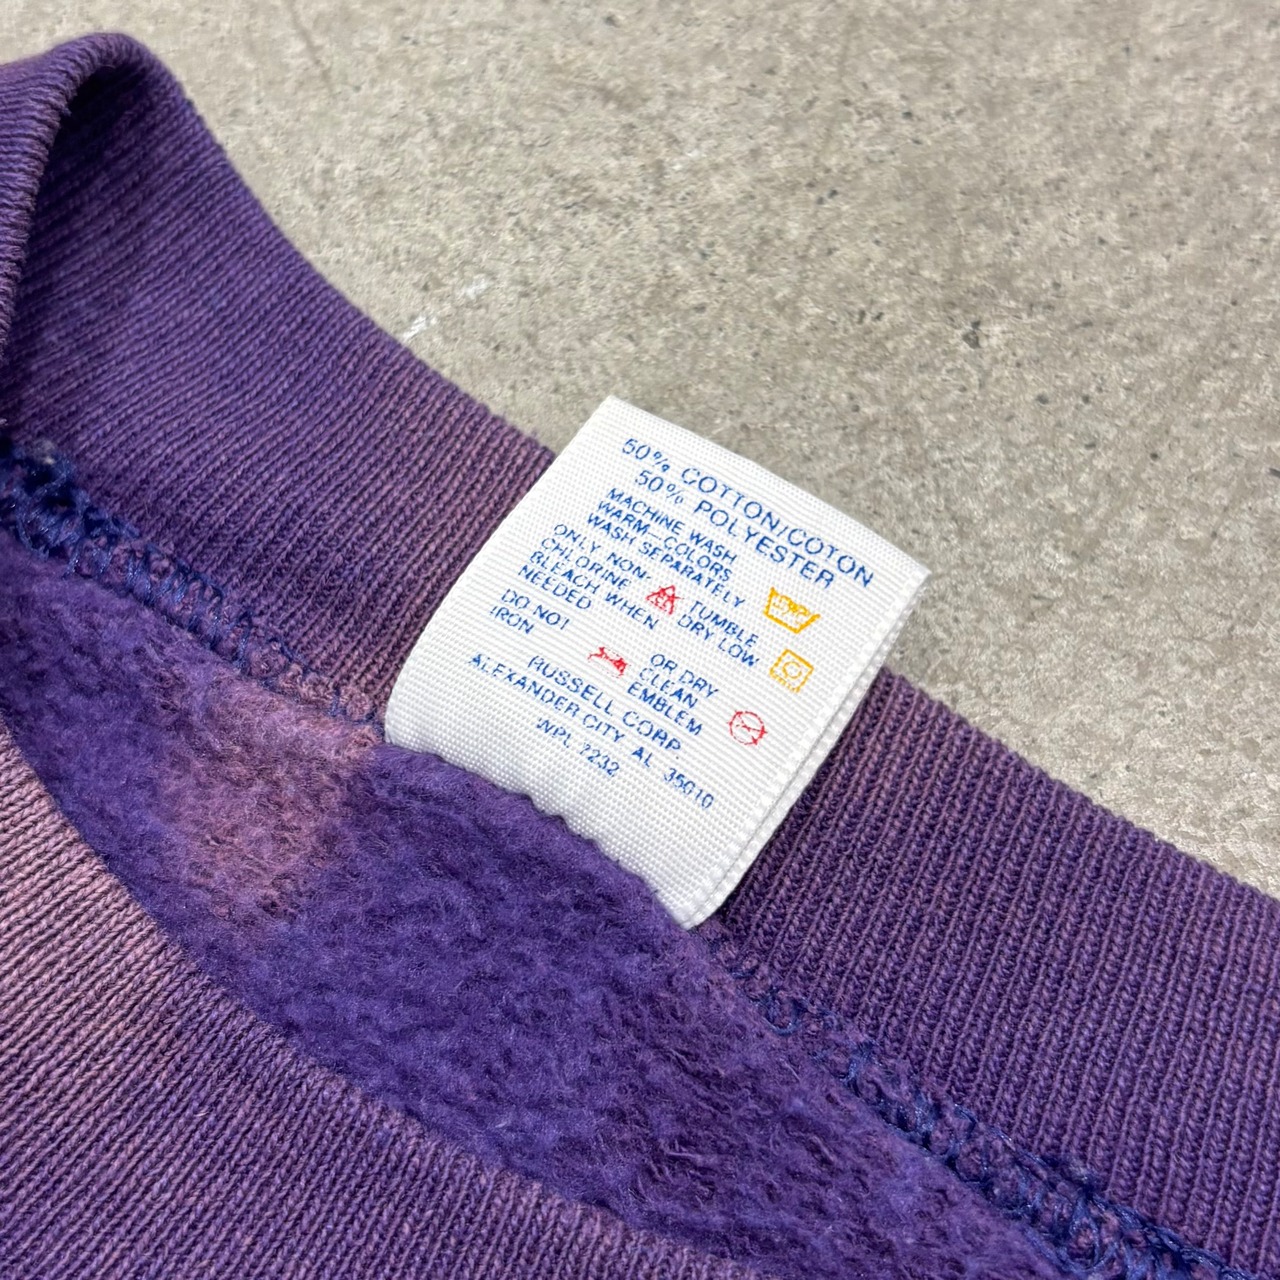 50% COTTON/COTON
50% POLYESTER
MACHINE WASH
WARM—COLORS
WASH SEPARATELY
ONLY NON-
CHLORINE
BLEACH WHEN
NEEDED
TUMBLE
DRY LOW
DO NOT
IRON
OR DRY
CLEAN
EMBLEM
RUSSELL CORP.
ALEXANDER CITY, AL 35010
WPL 7232